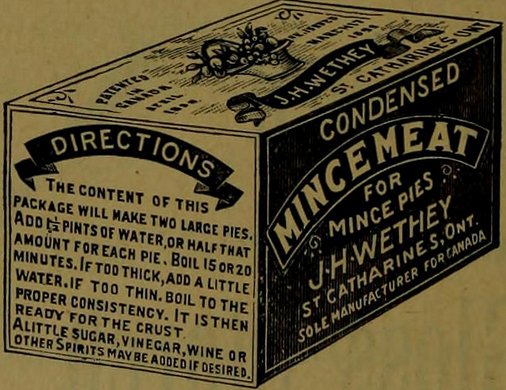 PATENTED
IN
CANADA
J.H.WETHEY
ST CATHARINES ONT
DIRECTIONS
THE CONTENT OF THIS
PACKAGE WILL MAKE TWO LARGE PIES.
ADD 1½ PINTS OF WATER, OR HALF THAT
AMOUNT FOR EACH PIE. BOIL 15 OR 20
MINUTES. IF TOO THICK, ADD A LITTLE
WATER. IF TOO THIN. BOIL TO THE
PROPER CONSISTENCY. IT IS THEN
READY FOR THE CRUST.
A LITTLE SUGAR, VINEGAR, WINE OR
OTHER SPIRITS MAY BE ADDED IF DESIRED.
CONDENSED
MINCE MEAT
FOR
MINCE PIES
J.H.WETHEY
ST CATHARINES, ONT.
SOLE MANUFACTURER FOR CANADA